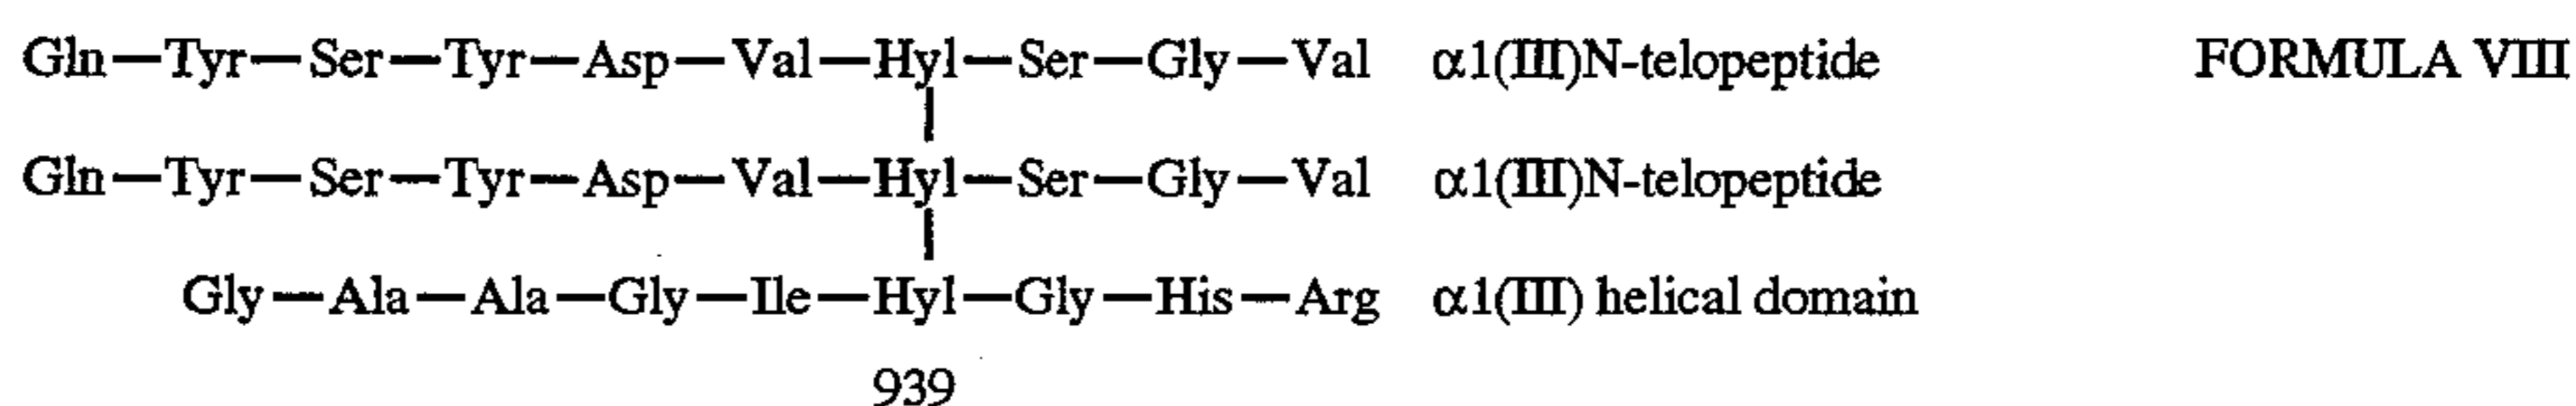 Gln—Tyr—Ser—Tyr—Asp—Val—Hyl—Ser—Gly—Val α1(III)N-telopeptide FORMULA VIII
Gln—Tyr—Ser—Tyr—Asp—Val—Hyl—Ser—Gly—Val α1(III)N-telopeptide
Gly—Ala—Ala—Gly—Ile—Hyl—Gly—His—Arg α1(III) helical domain
939